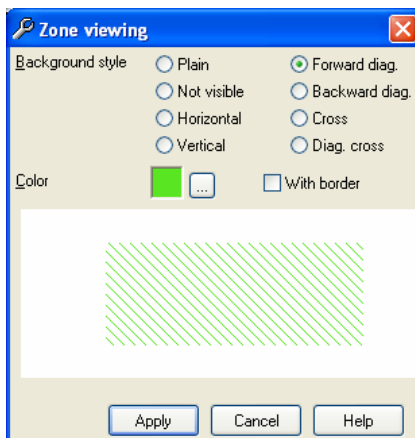 Zone viewing
Background style
Plain
Forward diag.
Not visible
Backward diag.
Horizontal
Cross
Vertical
Diag. cross
Color
...
With border
Apply
Cancel
Help